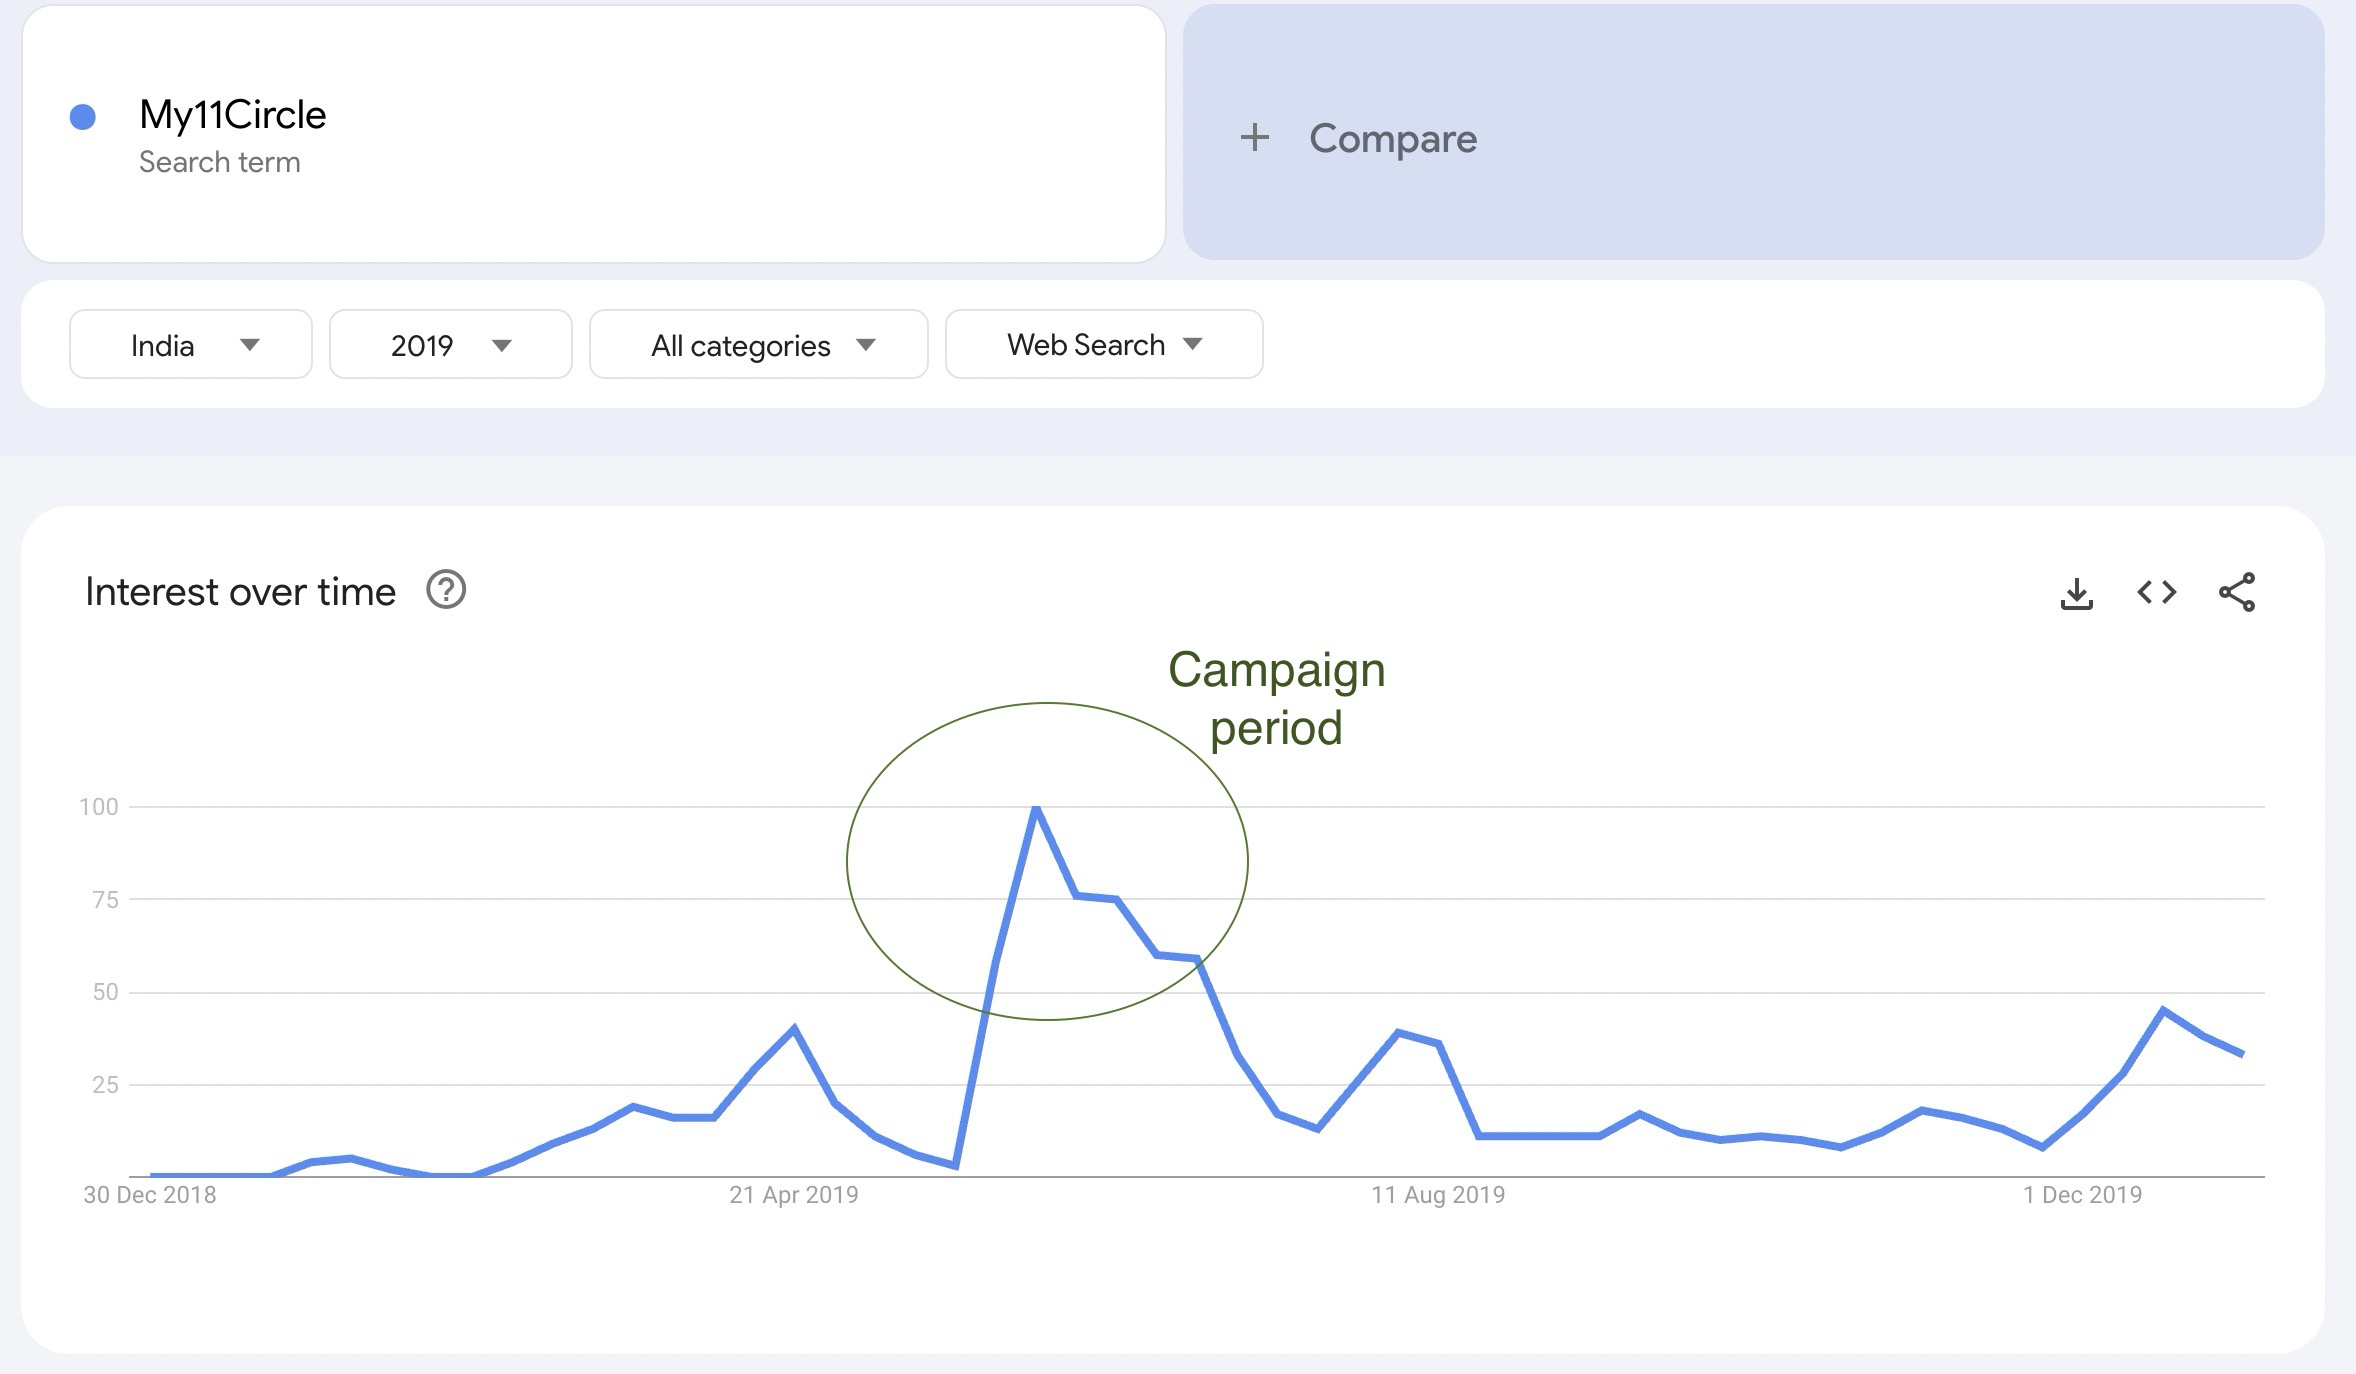 My11Circle
Search term
+ Compare
India
2019
All categories
Web Search
Interest over time
Campaign
period
100
75
50
25
30 Dec 2018
21 Apr 2019
11 Aug 2019
1 Dec 2019